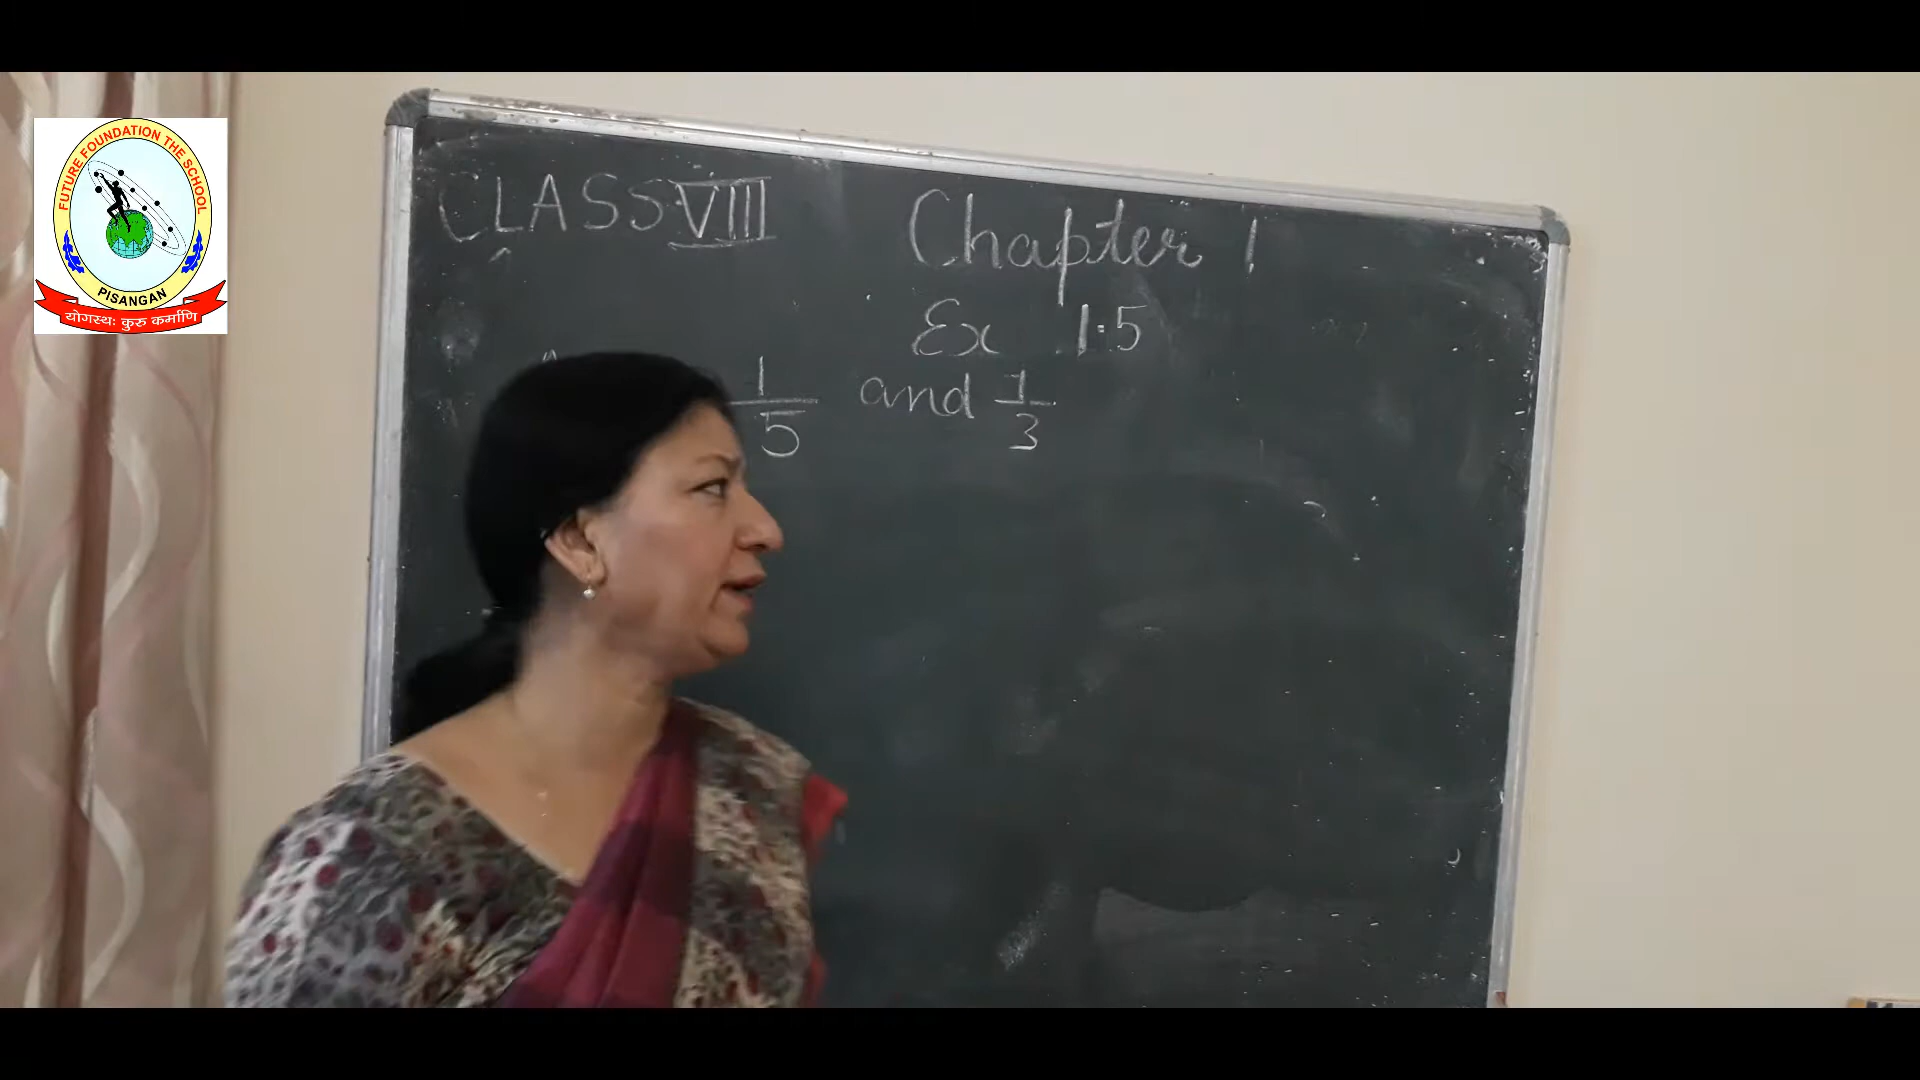 FUTURE FOUNDATION THE SCHOOL
PISANGAN
योगस्थः कुरु कर्माणि
CLASS VIII Chapter 1
Ex 1.5
1/5 and 1/3